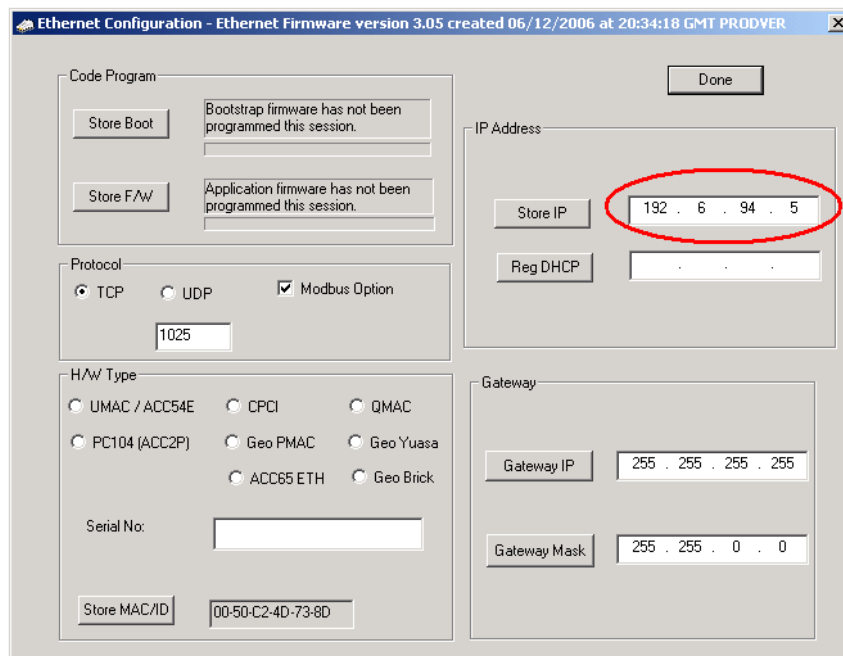 Ethernet Configuration - Ethernet Firmware version 3.05 created 06/12/2006 at 20:34:18 GMT PRODVER
Code Program
Store Boot
Bootstrap firmware has not been
programmed this session.
Store F/W
Application firmware has not been
programmed this session.
Done
IP Address
Store IP
192 . 6 . 94 . 5
Reg DHCP
. . .
Protocol
TCP
UDP
Modbus Option
1025
H/W Type
UMAC / ACC54E
CPCI
QMAC
PC104 (ACC2P)
Geo PMAC
Geo Yuasa
ACC65 ETH
Geo Brick
Serial No:
Store MAC/ID
00-50-C2-4D-73-8D
Gateway
Gateway IP
255 . 255 . 255 . 255
Gateway Mask
255 . 255 . 0 . 0